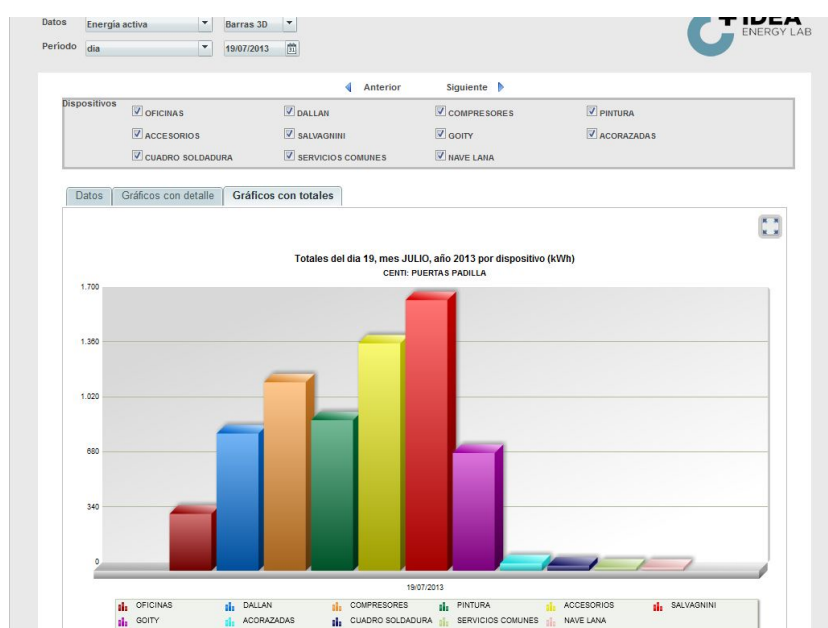 Datos Energía activa Barras 3D
+IDEA
ENERGY LAB
Periodo dia 19/07/2013 31
Anterior Siguiente
Dispositivos
OFICINAS DALLAN COMPRESORES PINTURA
ACCESORIOS SALVAGNINI GOITY ACORAZADAS
CUADRO SOLDADURA SERVICIOS COMUNES NAVE LANA
Datos Gráficos con detalle Gráficos con totales
Totales del dia 19, mes JULIO, año 2013 por dispositivo (kWh)
CENTI: PUERTAS PADILLA
1.700
1.360
1.020
680
340
0
19/07/2013
OFICINAS DALLAN COMPRESORES PINTURA ACCESORIOS SALVAGNINI
GOITY ACORAZADAS CUADRO SOLDADURA SERVICIOS COMUNES NAVE LANA